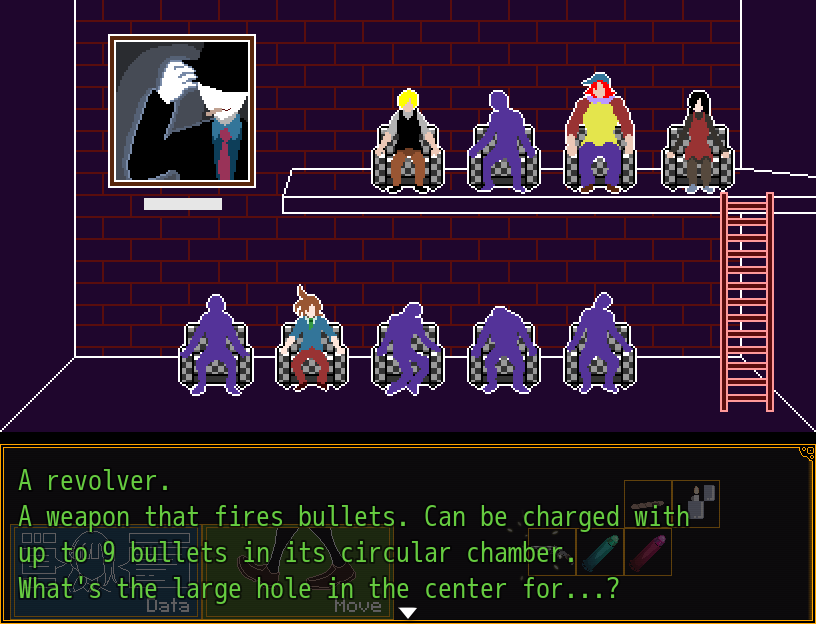 A revolver.
A weapon that fires bullets. Can be charged with
up to 9 bullets in its circular chamber.
What's the large hole in the center for...?
Data
Move